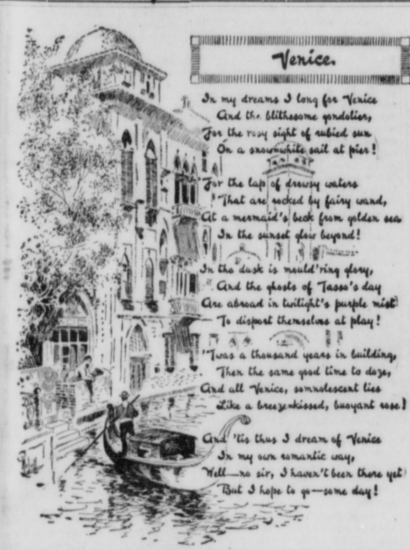 Venice.
In my dreams I long for Venice
And the blithesome gondolier,
For the rosy sight of rubied sun
On a snow-white sail at pier!
For the lap of drowsy waters
That are rocked by fairy wand,
At a mermaid's beck from golden sea
In the sunset glow beyond!
In the dusk is mould'ring glory,
And the ghosts of Tasso's day
Are abroad in twilight's purple mist
To disport themselves at play!
'Twas a thousand years in building,
Then the same good time to doze,
And all Venice, somnolescent lies
Like a breeze-kissed, buoyant rose!
And 'tis thus I dream of Venice
In my own romantic way,
Well—no sir, I haven't been there yet
But I hope to go—some day!